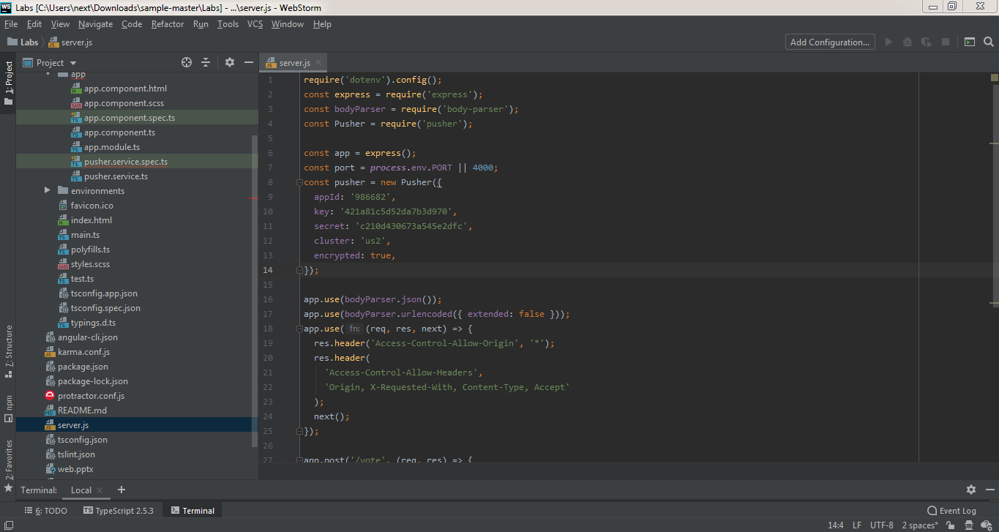 WS Labs [C:\Users\next\Downloads\sample-master\Labs] - ...\server.js - WebStorm
File Edit View Navigate Code Refactor Run Tools VCS Window Help
Labs server.js Add Configuration...
1: Project
7: Structure
npm
2: Favorites
Project
app
app.component.html
app.component.scss
app.component.spec.ts
app.component.ts
app.module.ts
pusher.service.spec.ts
pusher.service.ts
environments
favicon.ico
index.html
main.ts
polyfills.ts
styles.scss
test.ts
tsconfig.app.json
tsconfig.spec.json
typings.d.ts
angular-cli.json
karma.conf.js
package.json
package-lock.json
protractor.conf.js
README.md
server.js
tsconfig.json
tslint.json
web.pptx
server.js
1 require('dotenv').config();
2 const express = require('express');
3 const bodyParser = require('body-parser');
4 const Pusher = require('pusher');
5
6 const app = express();
7 const port = process.env.PORT || 4000;
8 const pusher = new Pusher({
9 appId: '986682',
10 key: '421a81c5d52da7b3d970',
11 secret: 'c210d430673a545e2dfc',
12 cluster: 'us2',
13 encrypted: true,
14 });
15
16 app.use(bodyParser.json());
17 app.use(bodyParser.urlencoded({ extended: false }));
18 app.use( fn: (req, res, next) => {
19 res.header('Access-Control-Allow-Origin', '*');
20 res.header(
21 'Access-Control-Allow-Headers',
22 'Origin, X-Requested-With, Content-Type, Accept'
23 );
24 next();
25 });
26
27 app.post('/vote', (req, res) => {
Terminal: Local
6: TODO TypeScript 2.5.3 Terminal Event Log
14:4 LF UTF-8 2 spaces*